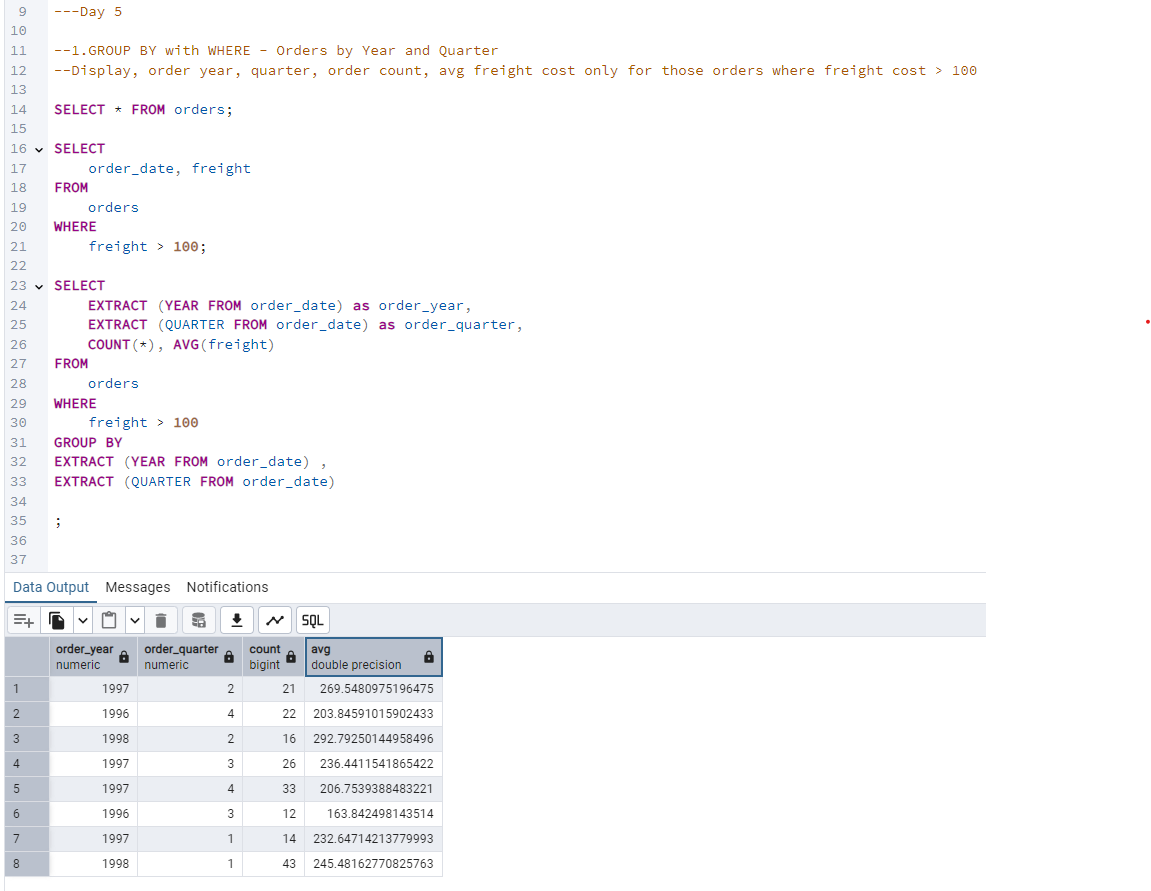 9 ---Day 5
10
11 --1.GROUP BY with WHERE - Orders by Year and Quarter
12 --Display, order year, quarter, order count, avg freight cost only for those orders where freight cost > 100
13
14 SELECT * FROM orders;
15
16 SELECT
17 order_date, freight
18 FROM
19 orders
20 WHERE
21 freight > 100;
22
23 SELECT
24 EXTRACT (YEAR FROM order_date) as order_year,
25 EXTRACT (QUARTER FROM order_date) as order_quarter,
26 COUNT(*), AVG(freight)
27 FROM
28 orders
29 WHERE
30 freight > 100
31 GROUP BY
32 EXTRACT (YEAR FROM order_date) ,
33 EXTRACT (QUARTER FROM order_date)
34
35 ;
36
37
Data Output Messages Notifications
SQL
order_year order_quarter count avg
numeric numeric bigint double precision
1 1997 2 21 269.5480975196475
2 1996 4 22 203.84591015902433
3 1998 2 16 292.79250144958496
4 1997 3 26 236.4411541865422
5 1997 4 33 206.7539388483221
6 1996 3 12 163.842498143514
7 1997 1 14 232.64714213779993
8 1998 1 43 245.48162770825763